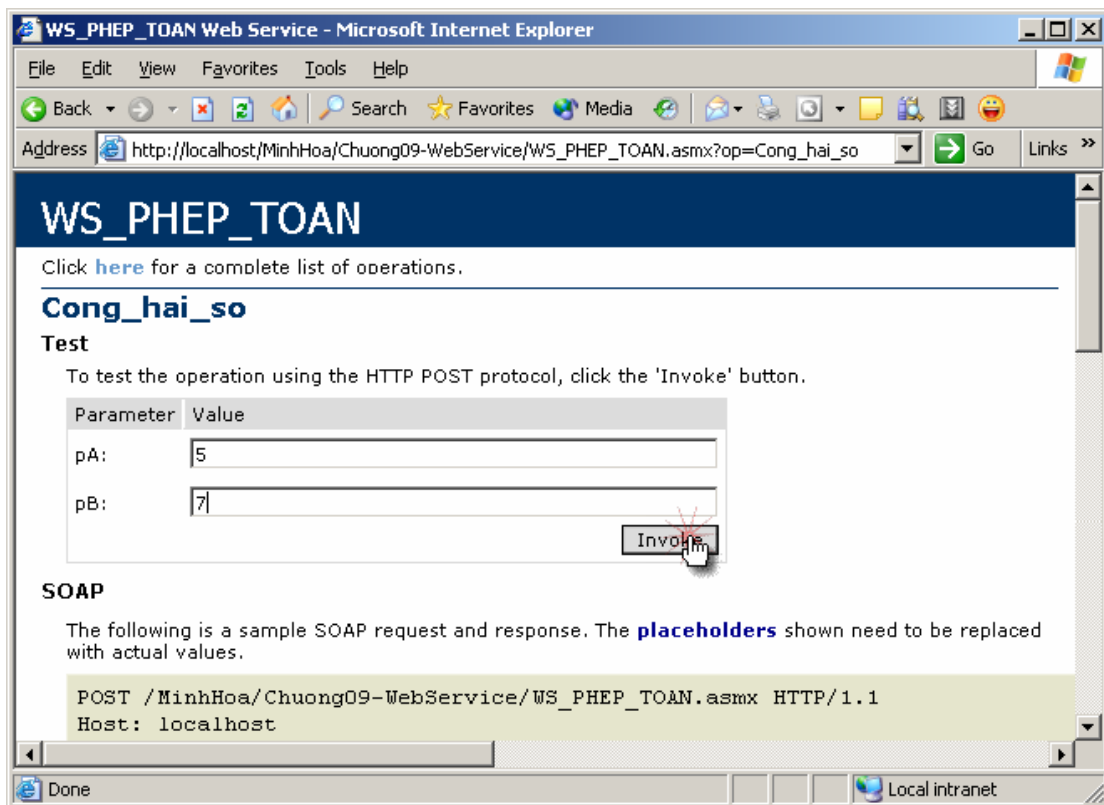 WS_PHEP_TOAN Web Service - Microsoft Internet Explorer
File Edit View Favorites Tools Help
Back Search Favorites Media
Address http://localhost/MinhHoa/Chuong09-WebService/WS_PHEP_TOAN.asmx?op=Cong_hai_so Go Links »
WS_PHEP_TOAN
Click here for a complete list of operations.
Cong_hai_so
Test
To test the operation using the HTTP POST protocol, click the 'Invoke' button.
Parameter Value
pA: 5
pB: 7
Invoke
SOAP
The following is a sample SOAP request and response. The placeholders shown need to be replaced
with actual values.
POST /MinhHoa/Chuong09-WebService/WS_PHEP_TOAN.asmx HTTP/1.1
Host: localhost
Done Local intranet